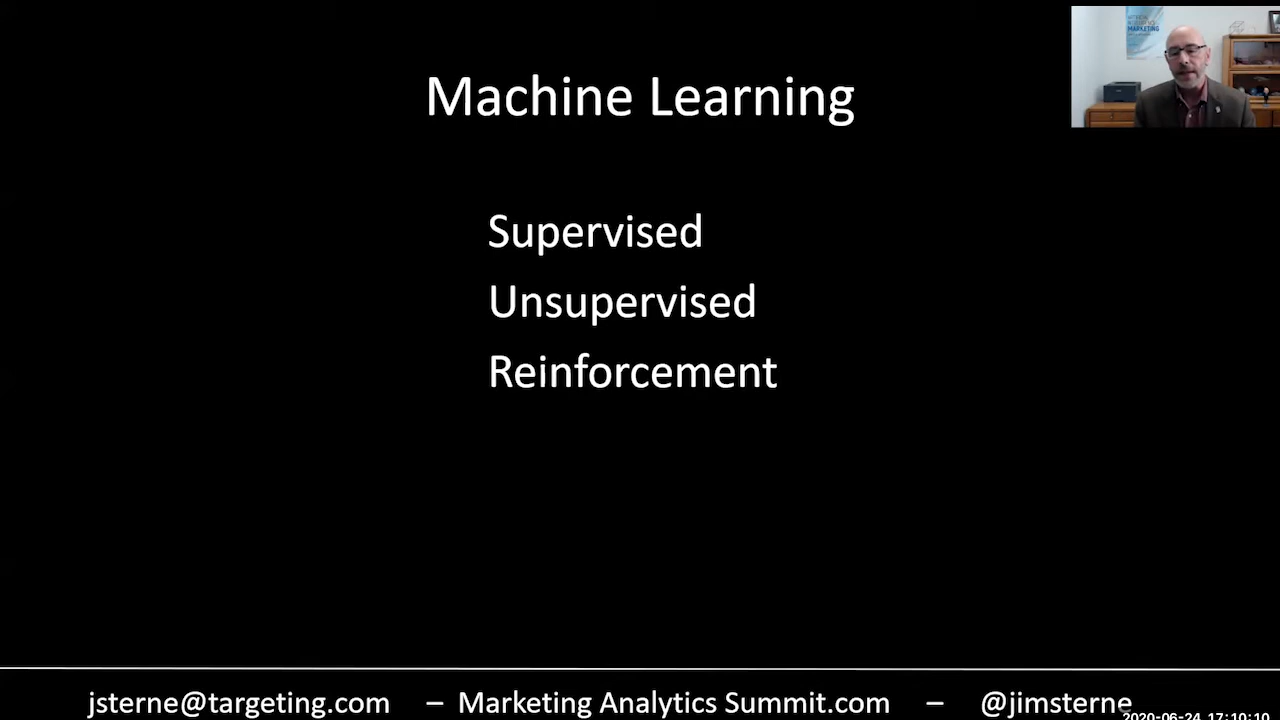 Machine Learning
MARKETING
Supervised
Unsupervised
Reinforcement
jsterne@targeting.com – Marketing Analytics Summit.com – @jimsterne
2020-06-24 17:10:10